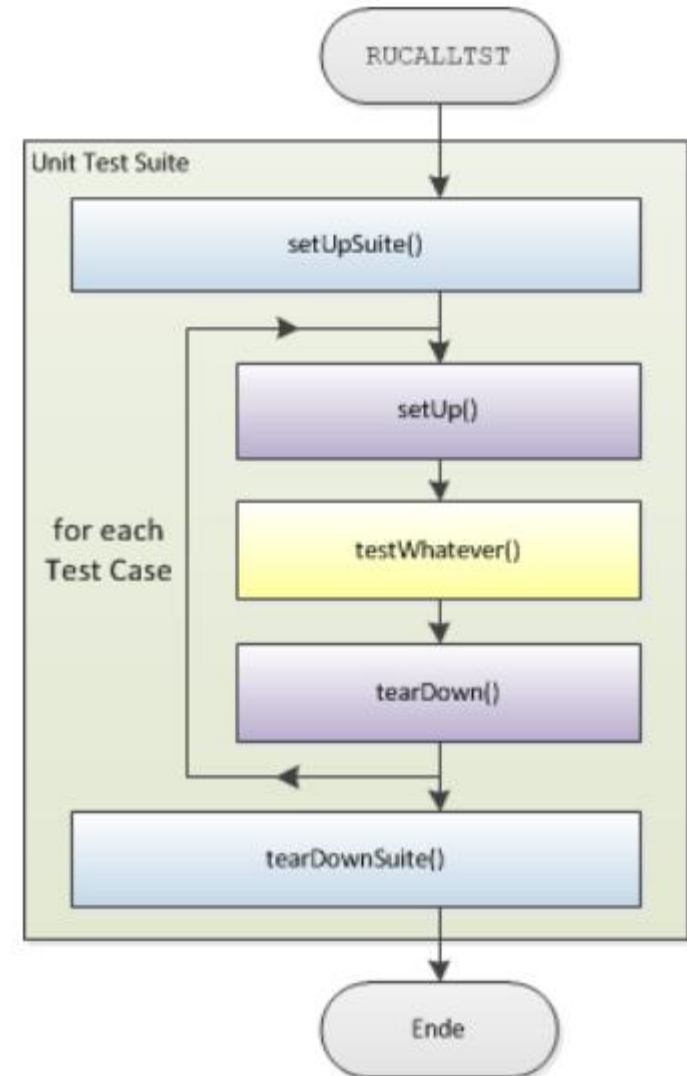 RUCALLTST
Unit Test Suite
setUpSuite()
setUp()
for each
Test Case
testWhatever()
tearDown()
tearDownSuite()
Ende